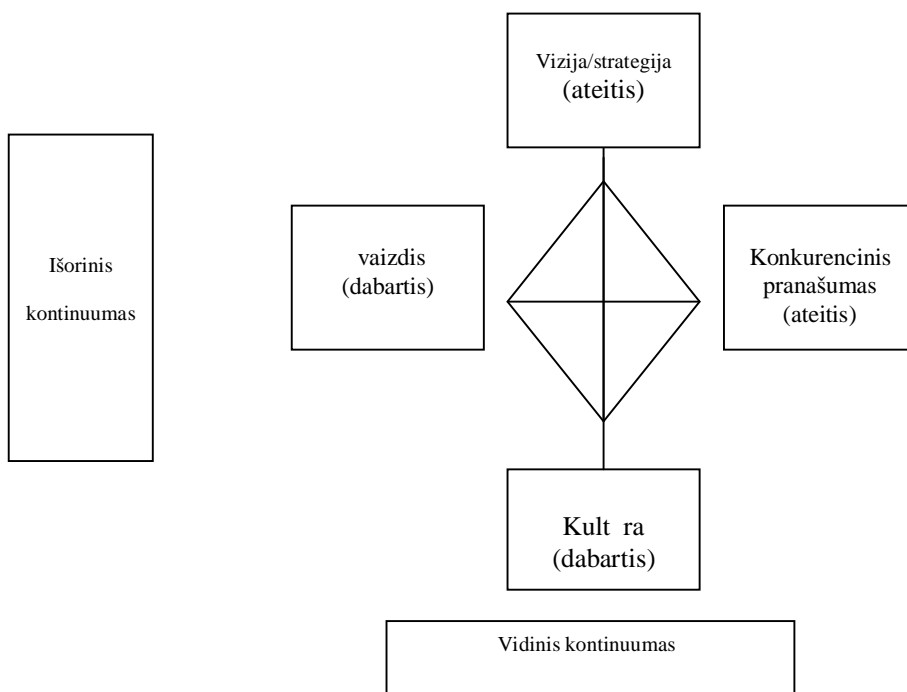 Vizija/strategija
(ateitis)
Išorinis
kontinuumas
vaizdis
(dabartis)
Konkurencinis
pranašumas
(ateitis)
Kult ra
(dabartis)
Vidinis kontinuumas